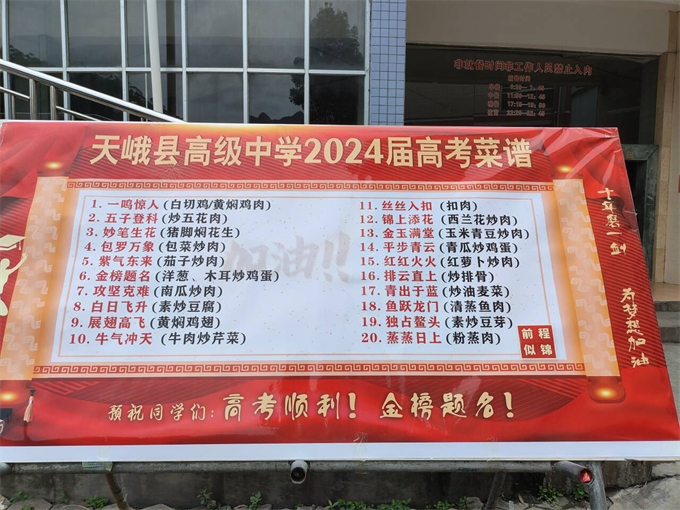 非就餐时间非工作人员禁止入内
天峨县高级中学2024届高考菜谱
1. 一鸣惊人 (白切鸡/黄焖鸡肉)
2. 五子登科 (炒五花肉)
3. 妙笔生花 (猪脚焖花生)
4. 包罗万象 (包菜炒肉)
5. 紫气东来 (茄子炒肉)
6. 金榜题名 (洋葱、木耳炒鸡蛋)
7. 攻坚克难 (南瓜炒肉)
8. 白日飞升 (素炒豆腐)
9. 展翅高飞 (黄焖鸡翅)
10. 牛气冲天 (牛肉炒芹菜)
11. 丝丝入扣 (扣肉)
12. 锦上添花 (西兰花炒肉)
13. 金玉满堂 (玉米青豆炒肉)
14. 平步青云 (青瓜炒鸡蛋)
15. 红红火火 (红萝卜炒肉)
16. 排云直上 (炒排骨)
17. 青出于蓝 (炒油麦菜)
18. 鱼跃龙门 (清蒸鱼肉)
19. 独占鳌头 (素炒豆芽)
20. 蒸蒸日上 (粉蒸肉)
加油!!
前程
似锦
十年磨一剑
为梦想加油
预祝同学们：高考顺利！金榜题名！